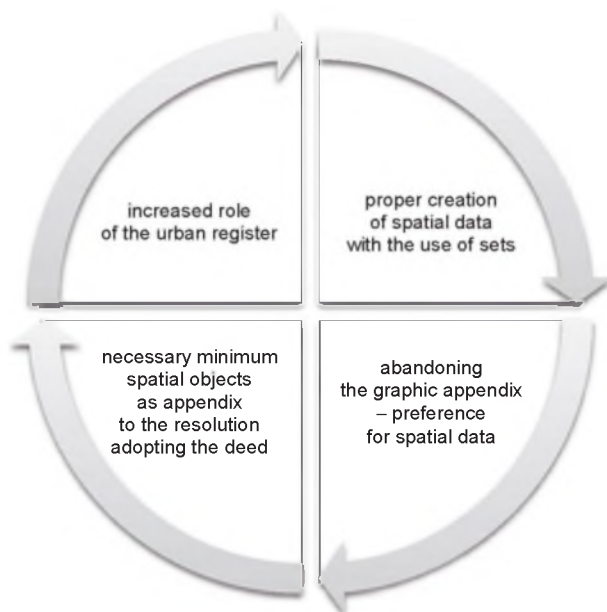 increased role
of the urban register
proper creation
of spatial data
with the use of sets
necessary minimum
spatial objects
as appendix
to the resolution
adopting the deed
abandoning
the graphic appendix
– preference
for spatial data